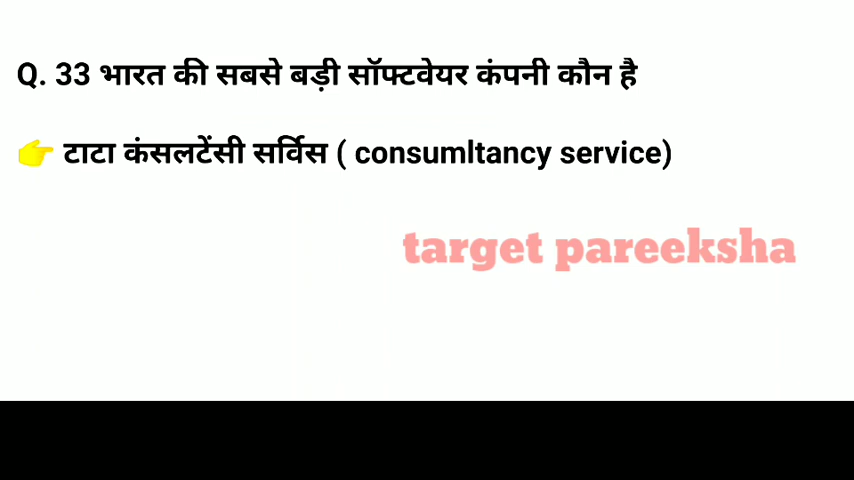 Q. 33 भारत की सबसे बड़ी सॉफ्टवेयर कंपनी कौन है
👉 टाटा कंसलटेंसी सर्विस ( consumltancy service)
target pareeksha